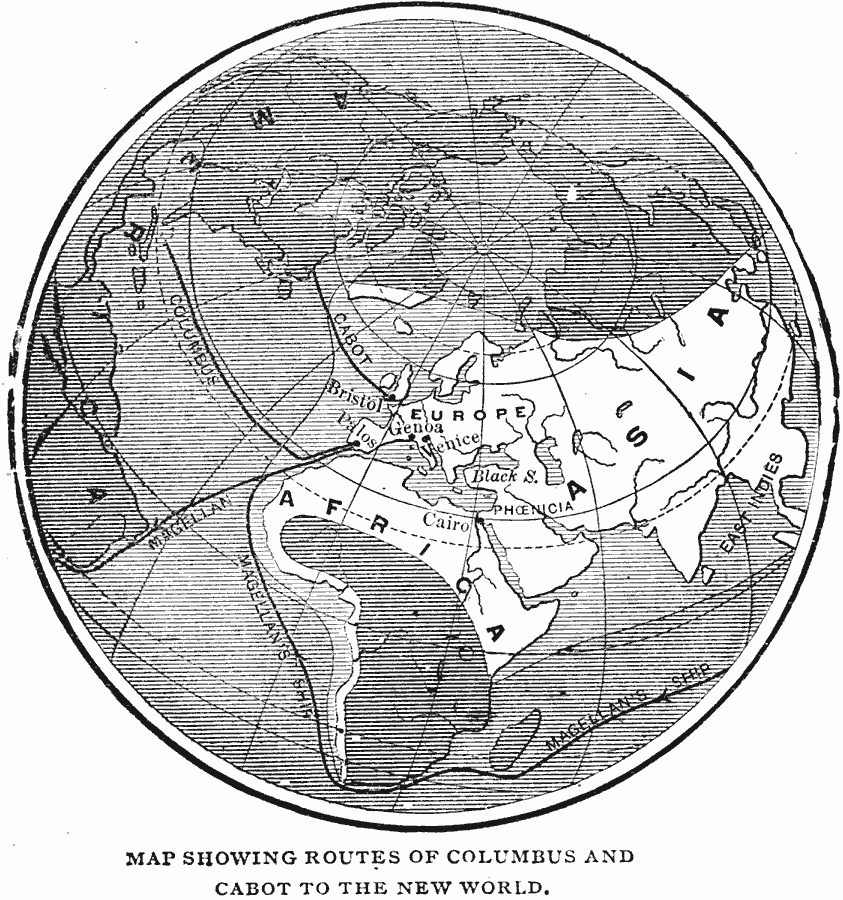 AMERICA
COLUMBUS
CABOT
Bristol
Palos
EUROPE
Genoa
Venice
Black S.
ASIA
PHŒNICIA
Cairo
AFRICA
EAST INDIES
MAGELLAN
MAGELLAN'S SHIP
MAGELLAN'S SHIP
MAP SHOWING ROUTES OF COLUMBUS AND
CABOT TO THE NEW WORLD.